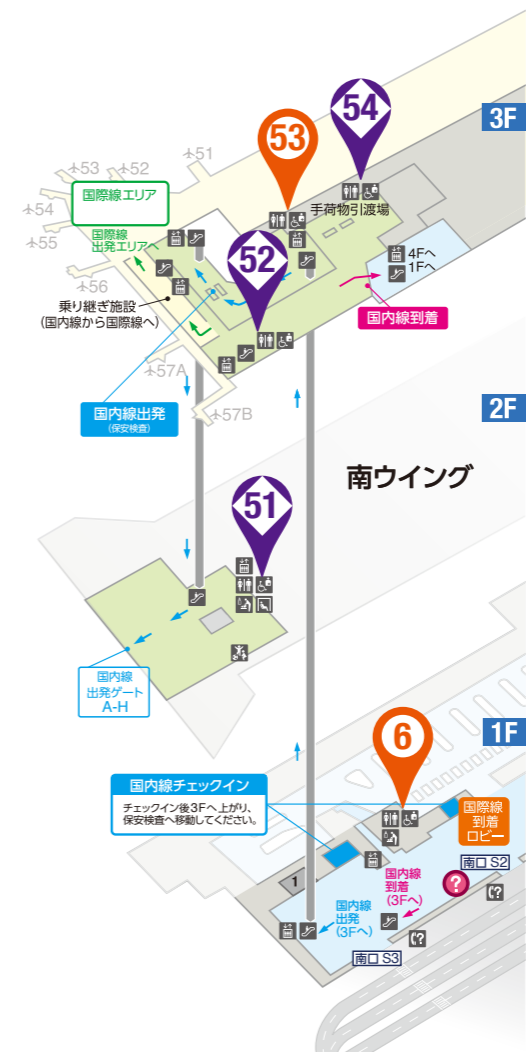 54
3F
53
51
53
52
国際線エリア
手荷物引渡場
54
国際線
出発エリアへ
55
52
4Fへ
1Fへ
56
乗り継ぎ施設
(国内線から国際線へ)
国内線到着
57A
国内線出発
(保安検査)
57B
2F
南ウイング
51
国内線
出発ゲート
A-H
6
1F
国内線チェックイン
チェックイン後3Fへ上がり、
保安検査へ移動してください。
国際線
到着
ロビー
南口 S2
1
国内線
到着
(3Fへ)
?
?
国内線
出発
(3Fへ)
?
南口 S3